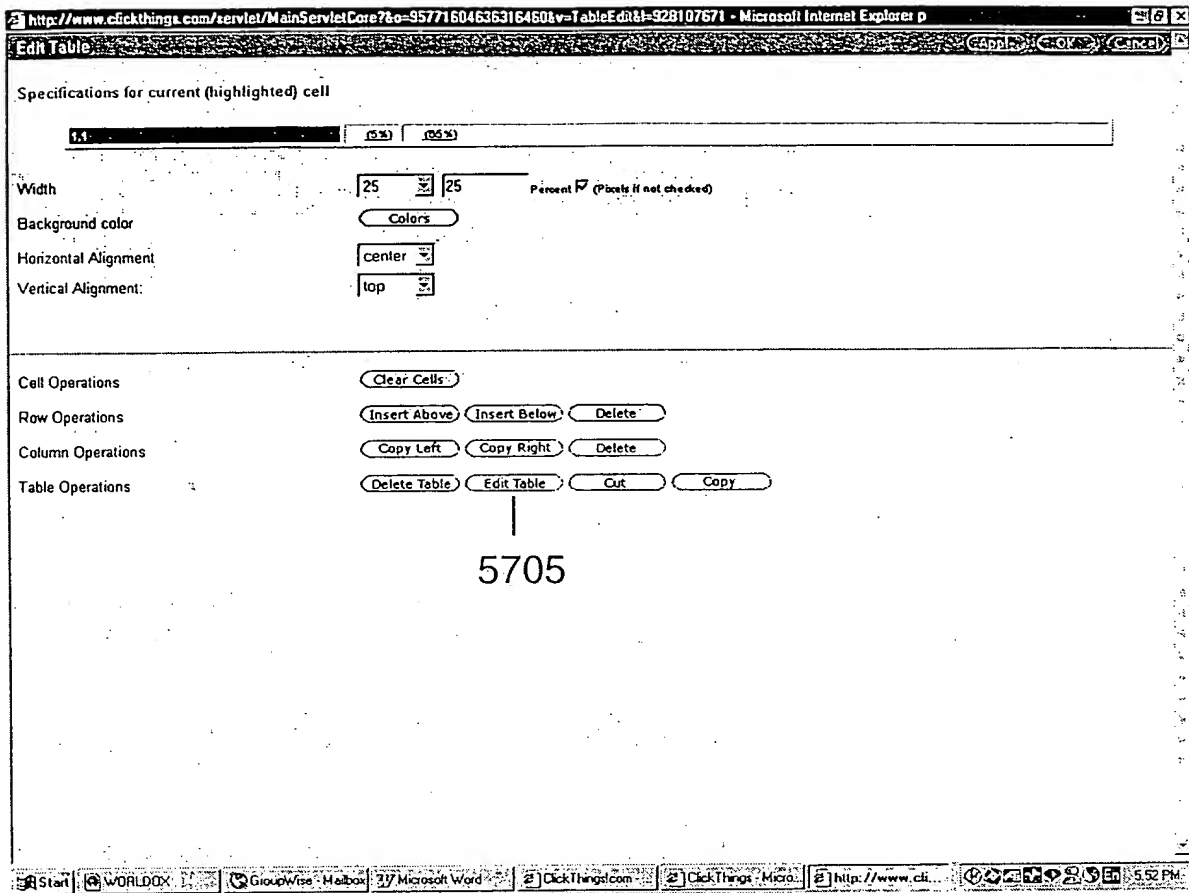 http://www.clickthings.com/servlet/MainServletCore?&o=957716046363164460&v=TableEdit&t=928107671 - Microsoft Internet Explorer p
Edit Table Apply OK Cancel
Specifications for current (highlighted) cell
1.1 (5%) (65%)
Width 25 25 Percent (Pixels if not checked)
Background color Colors
Horizontal Alignment center
Vertical Alignment: top
Cell Operations Clear Cells
Row Operations Insert Above Insert Below Delete
Column Operations Copy Left Copy Right Delete
Table Operations Delete Table Edit Table Cut Copy
5705
Start WORLDOX GroupWise - Mailbox Microsoft Word ClickThings!com - ClickThings - Micro... http://www.cli... 5:52 PM